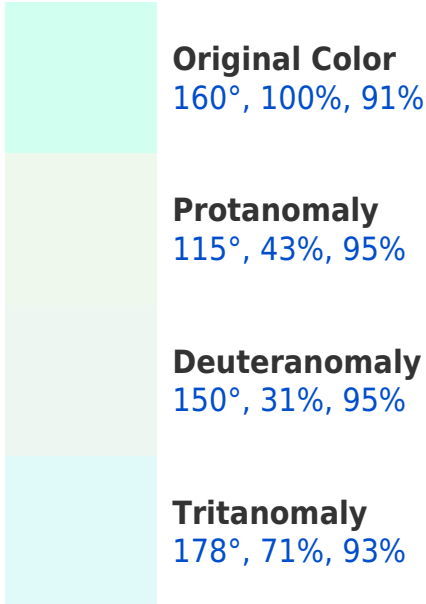 Original Color
160°, 100%, 91%
Protanomaly
115°, 43%, 95%
Deuteranomaly
150°, 31%, 95%
Tritanomaly
178°, 71%, 93%